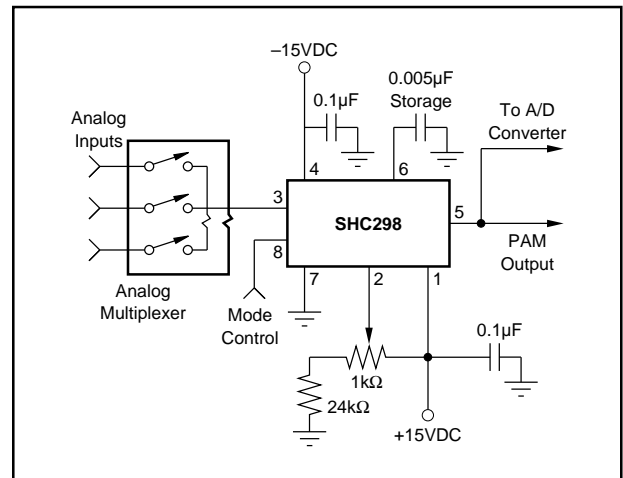 –15VDC
0.1µF
0.005µF
Storage
To A/D
Converter
Analog
Inputs
4
6
3
SHC298
5
8
PAM
Output
7
2
1
Analog
Multiplexer
Mode
Control
1kΩ
0.1µF
24kΩ
+15VDC